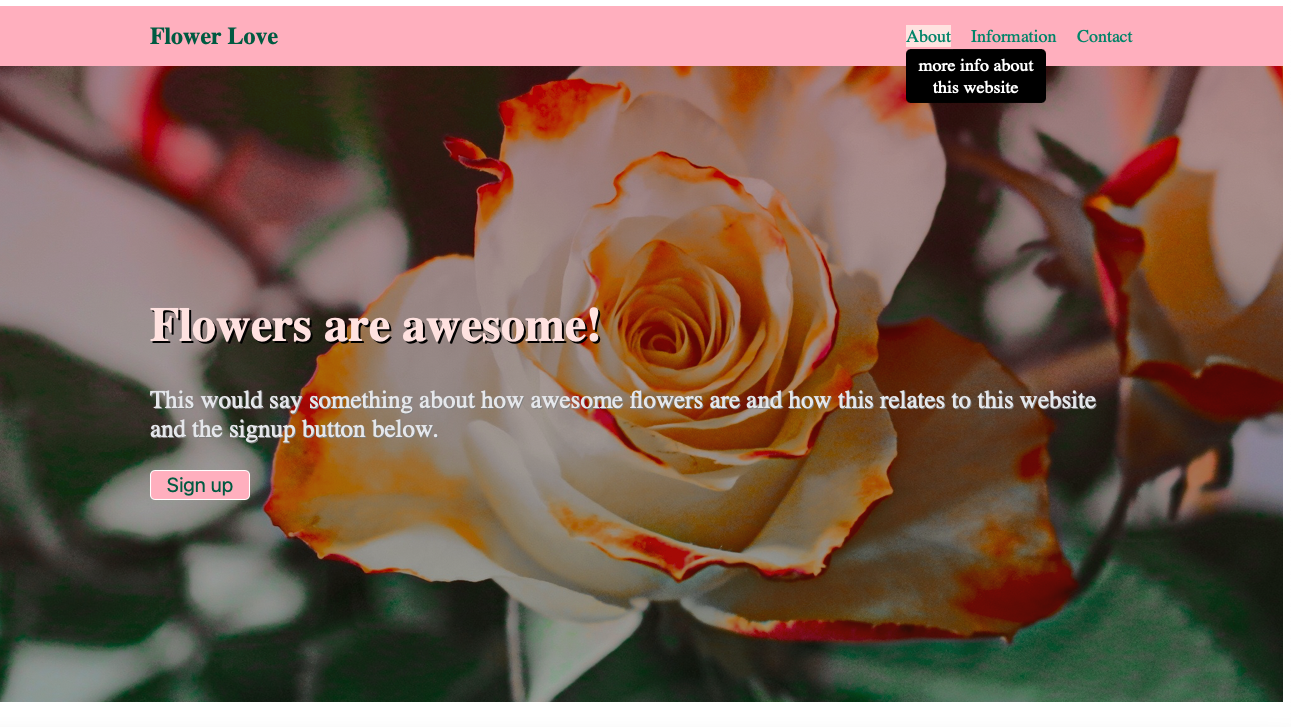 Flower Love
About Information Contact
more info about
this website
Flowers are awesome!
This would say something about how awesome flowers are and how this relates to this website
and the signup button below.
Sign up